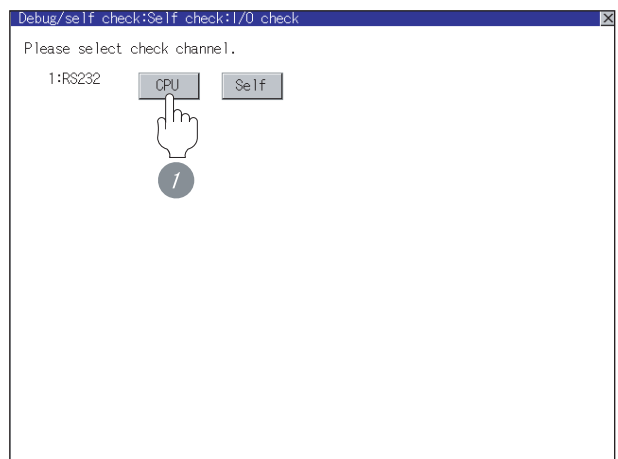 Debug/self check:Self check:I/O check
Please select check channel.
1:RS232 CPU Self
1